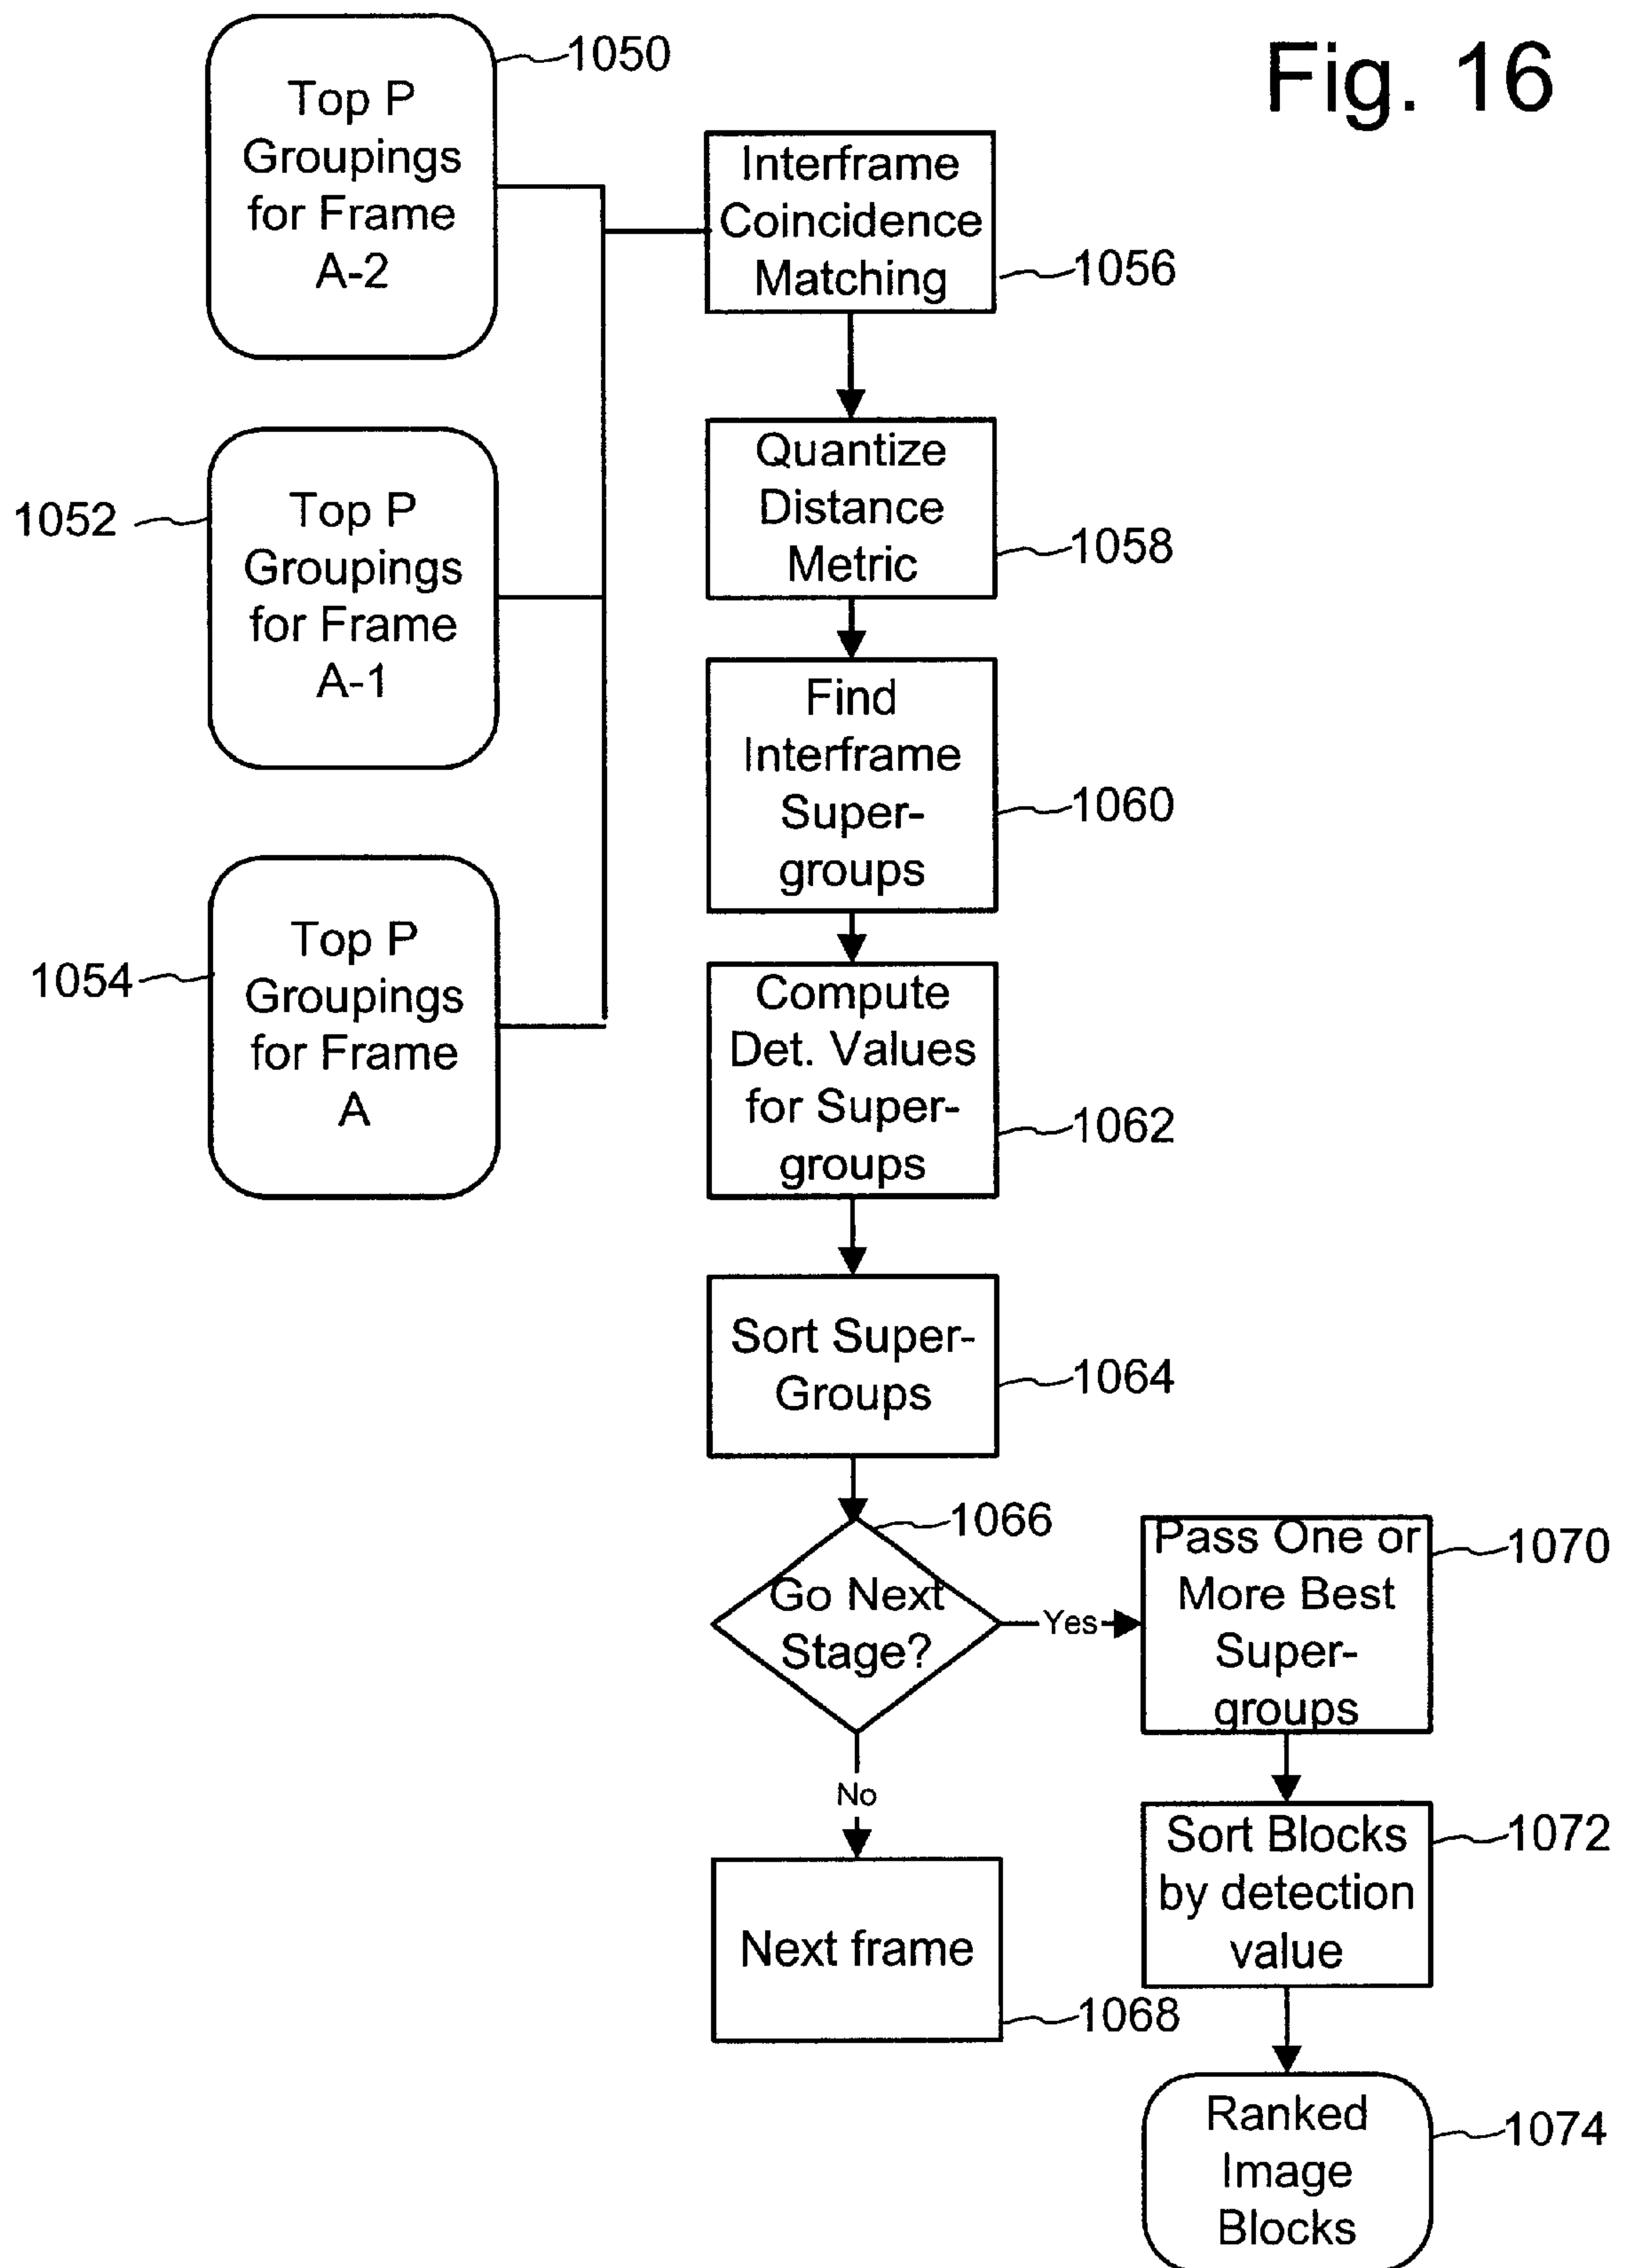 Fig. 16
1050
Top P
Groupings
for Frame
A-2
1052
Top P
Groupings
for Frame
A-1
1054
Top P
Groupings
for Frame
A
Interframe
Coincidence
Matching
1056
Quantize
Distance
Metric
1058
Find
Interframe
Super-
groups
1060
Compute
Det. Values
for Super-
groups
1062
Sort Super-
Groups
1064
1066
Go Next
Stage?
Yes
No
Next frame
1068
Pass One or
More Best
Super-
groups
1070
Sort Blocks
by detection
value
1072
Ranked
Image
Blocks
1074